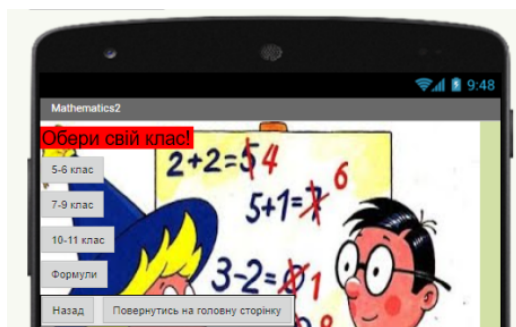 9:48
Mathematics2
Обери свій клас!
2+2=5 4
5-6 клас
6
5+1=7
7-9 клас
10-11 клас
3-2=0 1
Формули
8
Назад Повернутись на головну сторінку